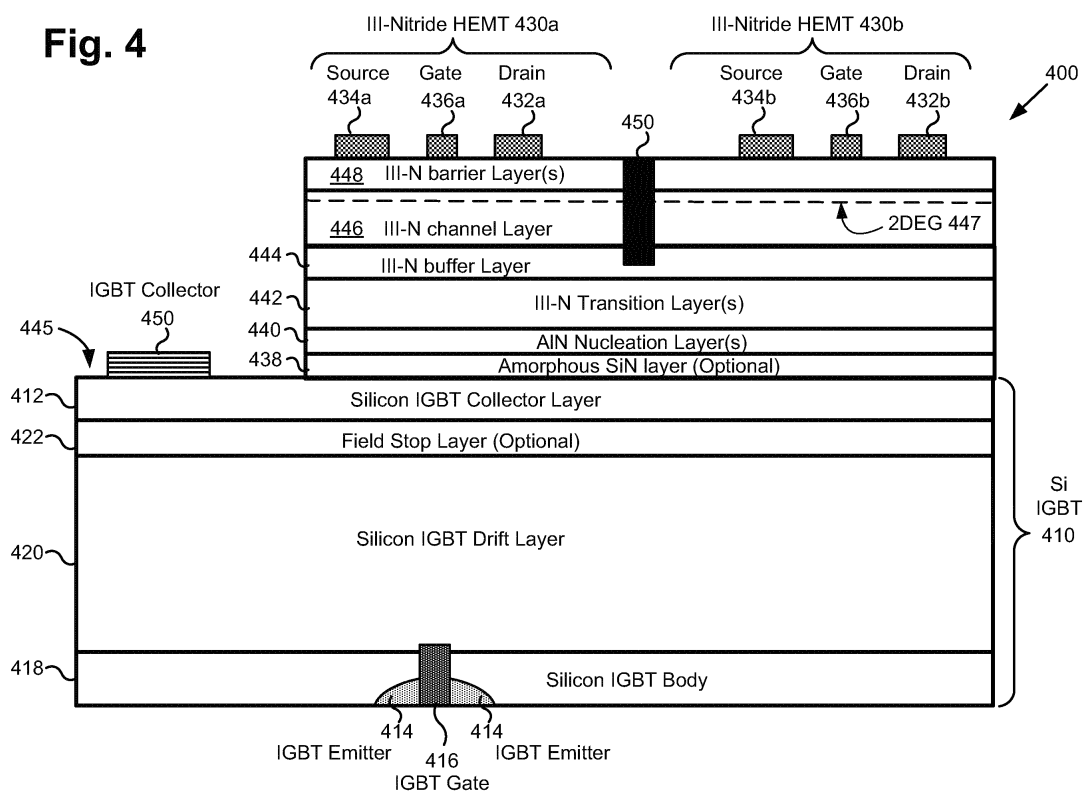 Fig. 4
III-Nitride HEMT 430a
III-Nitride HEMT 430b
Source
434a
Gate
436a
Drain
432a
450
Source
434b
Gate
436b
Drain
432b
400
448
III-N barrier Layer(s)
446
III-N channel Layer
2DEG 447
444
III-N buffer Layer
442
III-N Transition Layer(s)
440
AlN Nucleation Layer(s)
438
Amorphous SiN layer (Optional)
IGBT Collector
450
445
412
Silicon IGBT Collector Layer
422
Field Stop Layer (Optional)
420
Silicon IGBT Drift Layer
Si
IGBT
410
418
Silicon IGBT Body
414
414
IGBT Emitter
416
IGBT Emitter
IGBT Gate